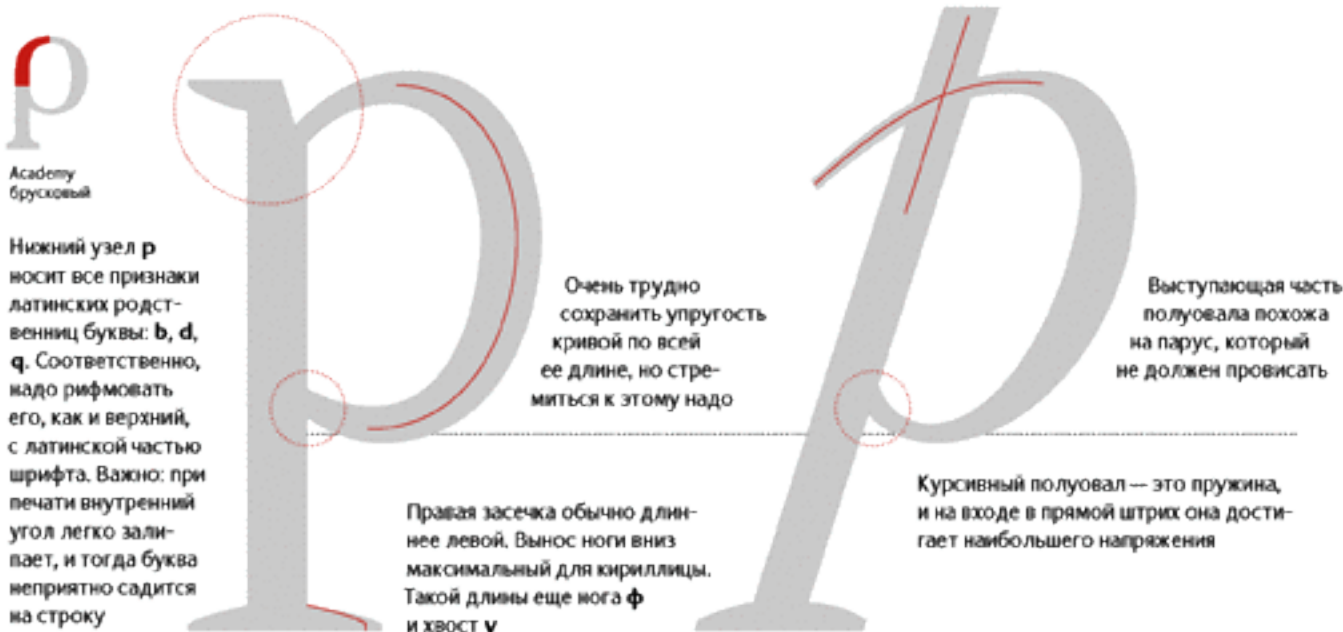 Academy
брусковый
Нижний узел р
носит все признаки
латинских родст-
венниц буквы: b, d,
q. Соответственно,
надо рифмовать
его, как и верхний,
с латинской частью
шрифта. Важно: при
печати внутренний
угол легко зали-
пает, и тогда буква
неприятно садится
на строку
Очень трудно
сохранить упругость
кривой по всей
ее длине, но стре-
миться к этому надо
Правая засечка обычно длин-
нее левой. Вынос ноги вниз
максимальный для кириллицы.
Такой длины еще нога ф
и хвост у
Выступающая часть
полуовала похожа
на парус, который
не должен провисать
Курсивный полуовал — это пружина,
и на входе в прямой штрих она дости-
гает наибольшего напряжения
р
р
р